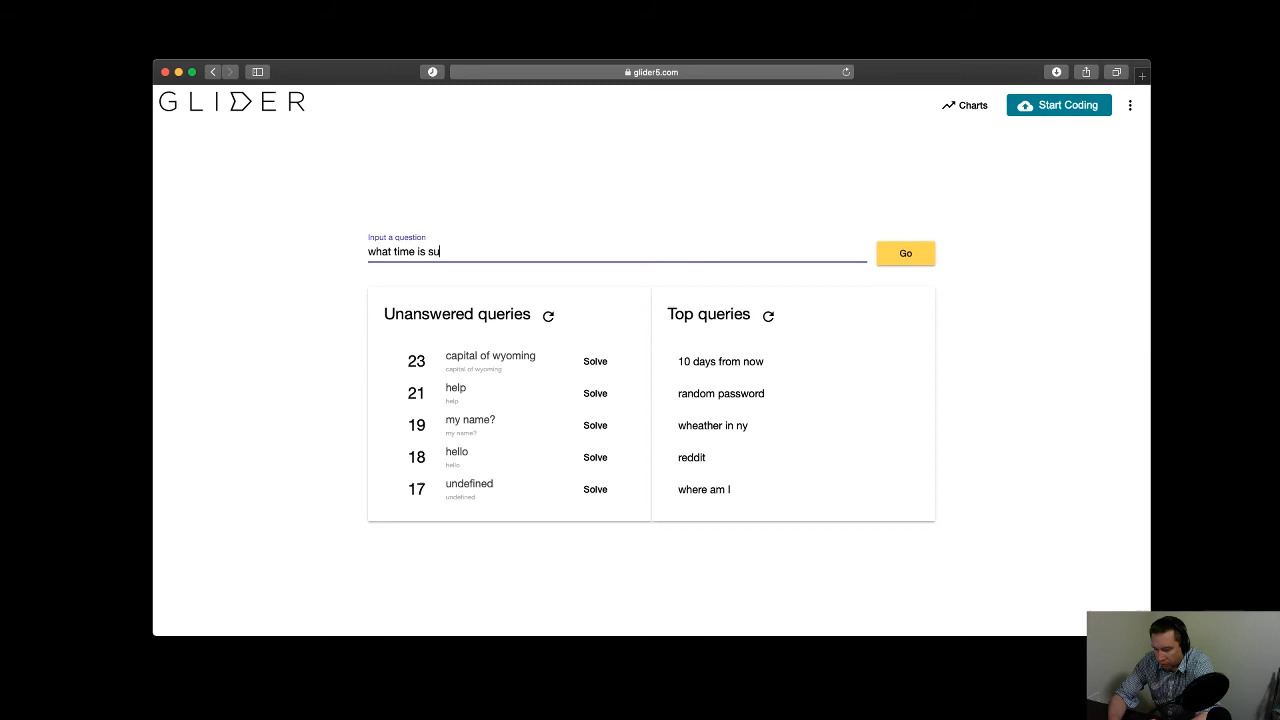 glider5.com
GLIDER
Charts
Start Coding
Input a question
what time is su
Go
Unanswered queries
23 capital of wyoming Solve
capital of wyoming
21 help Solve
help
19 my name? Solve
my name?
18 hello Solve
hello
17 undefined Solve
undefined
Top queries
10 days from now
random password
wheather in ny
reddit
where am I